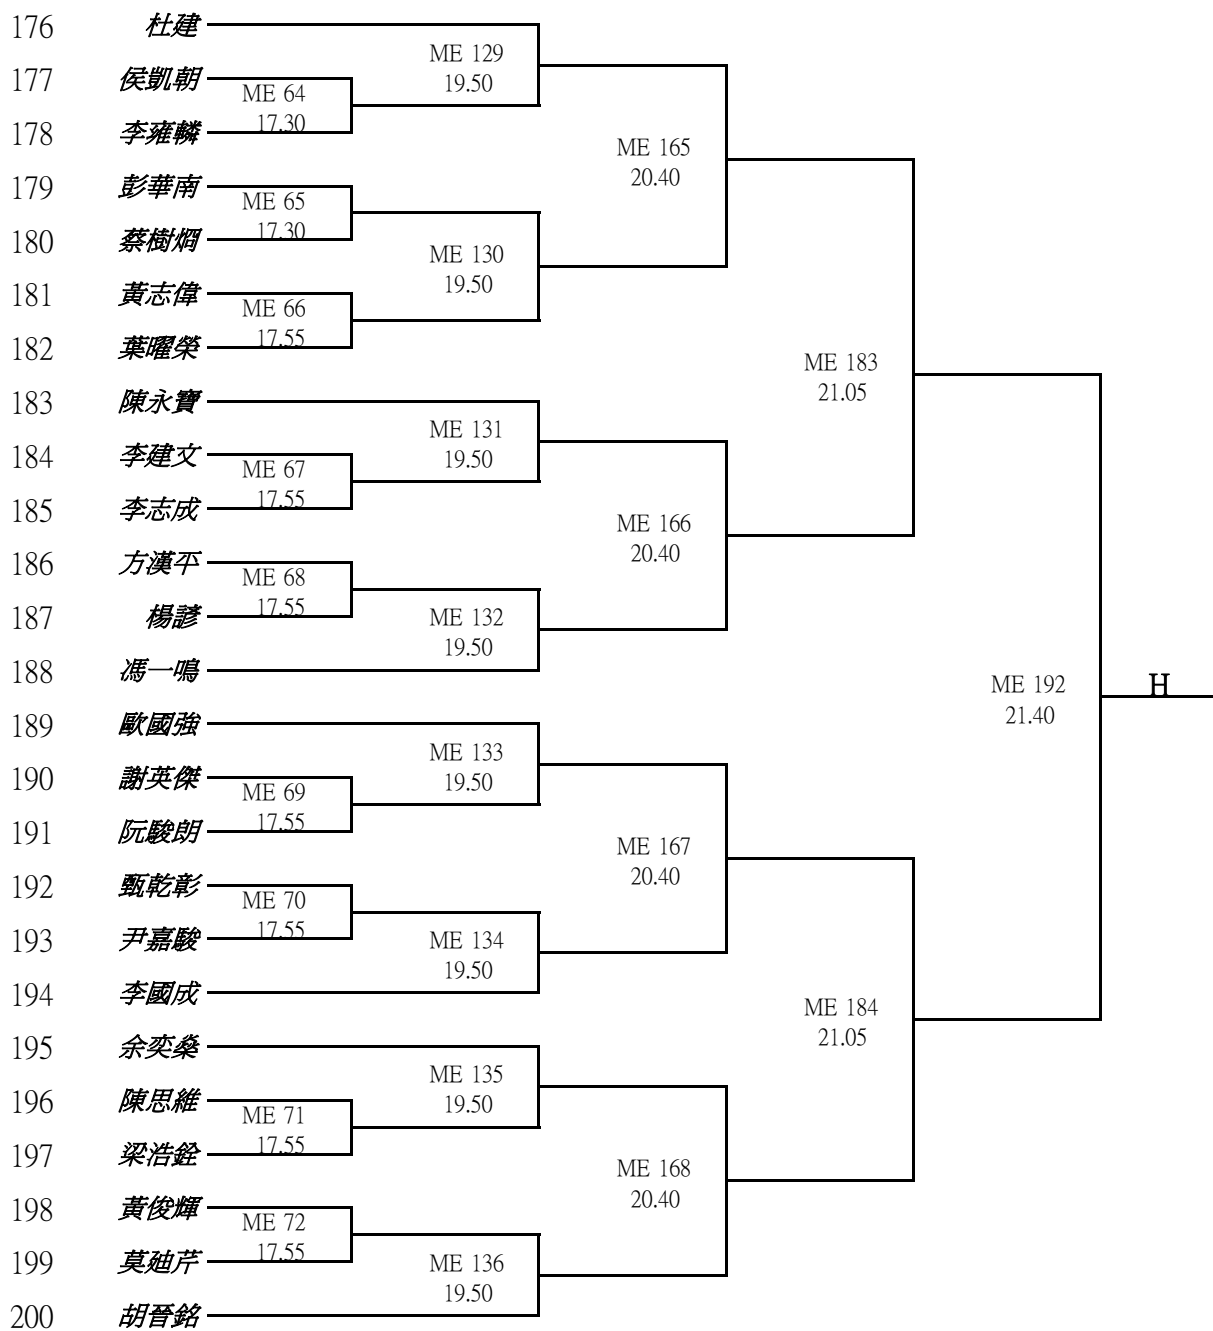 176 杜建
ME 129
177 侯凱朝
19.50
ME 64
17.30
178 李雍轔
ME 165
20.40
179 彭華南
ME 65
17.30
180 蔡樹焵
ME 130
19.50
181 黃志偉
ME 66
17.55
182 葉曜榮
ME 183
21.05
183 陳永寶
ME 131
19.50
184 李建文
ME 67
17.55
185 李志成
ME 166
20.40
186 方漢平
ME 68
17.55
187 楊諺
ME 132
19.50
188 馮一鳴
ME 192
21.40
H
189 歐國強
ME 133
19.50
190 謝英傑
ME 69
17.55
191 阮駿朗
ME 167
20.40
192 甄乾彰
ME 70
17.55
193 尹嘉駿
ME 134
19.50
194 李國成
ME 184
21.05
195 余奕燊
ME 135
19.50
196 陳思維
ME 71
17.55
197 梁浩銓
ME 168
20.40
198 黃俊輝
ME 72
17.55
199 莫廸芹
ME 136
19.50
200 胡晉銘